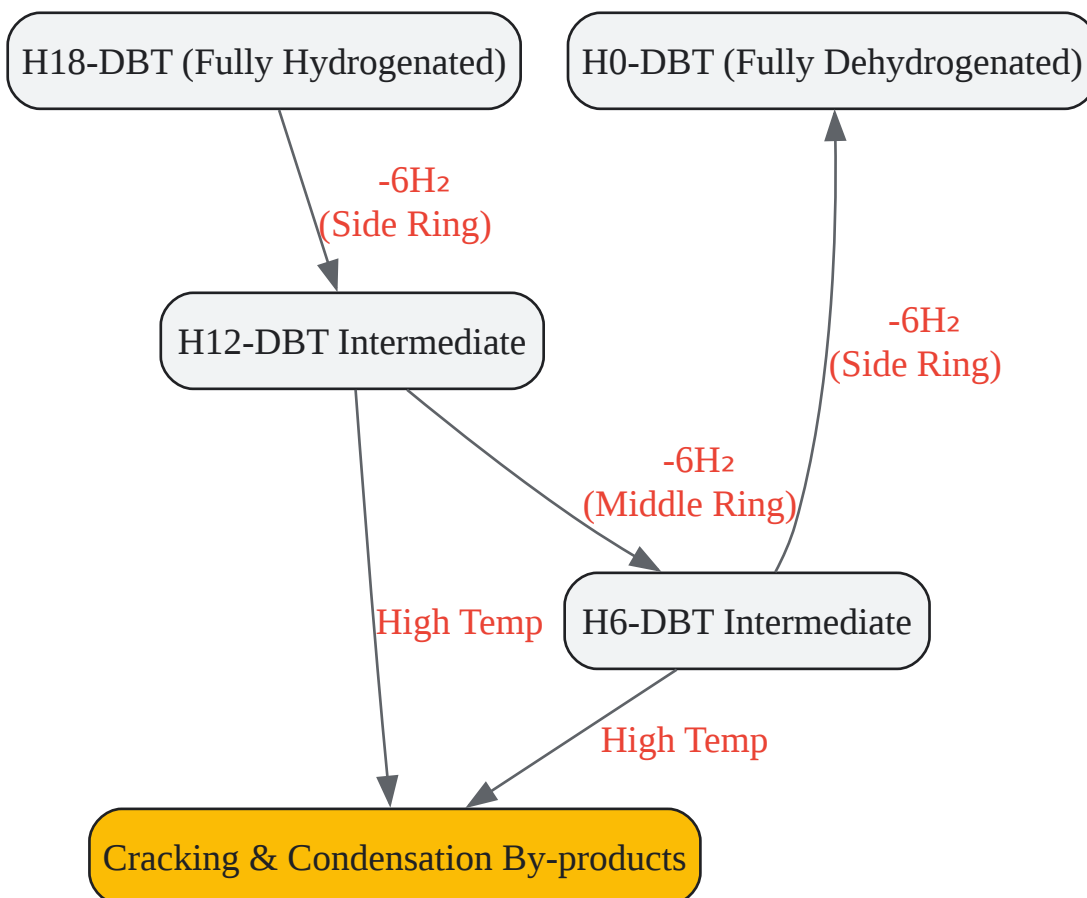 H18-DBT (Fully Hydrogenated)
H0-DBT (Fully Dehydrogenated)
-6H₂
(Side Ring)
H12-DBT Intermediate
-6H₂
(Side Ring)
-6H₂
(Middle Ring)
High Temp
H6-DBT Intermediate
High Temp
Cracking & Condensation By-products